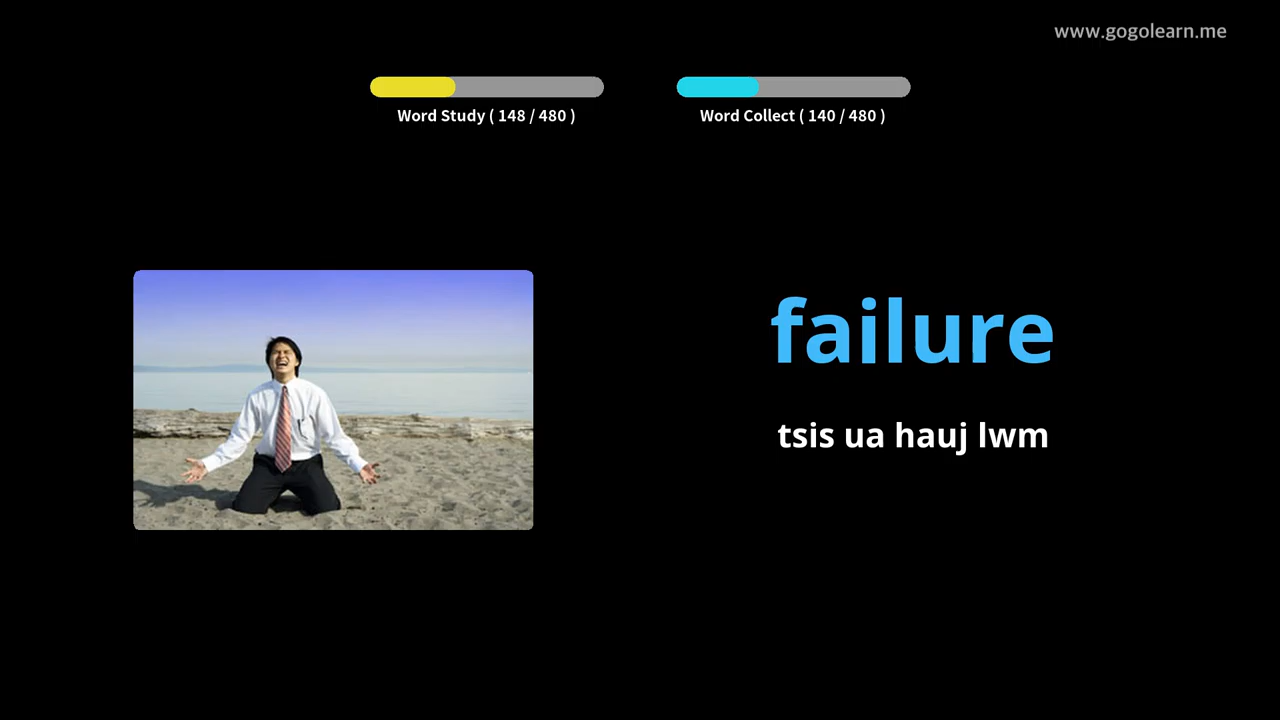 www.gogolearn.me
Word Study ( 148 / 480 )
Word Collect ( 140 / 480 )
failure
tsis ua hauj lwm